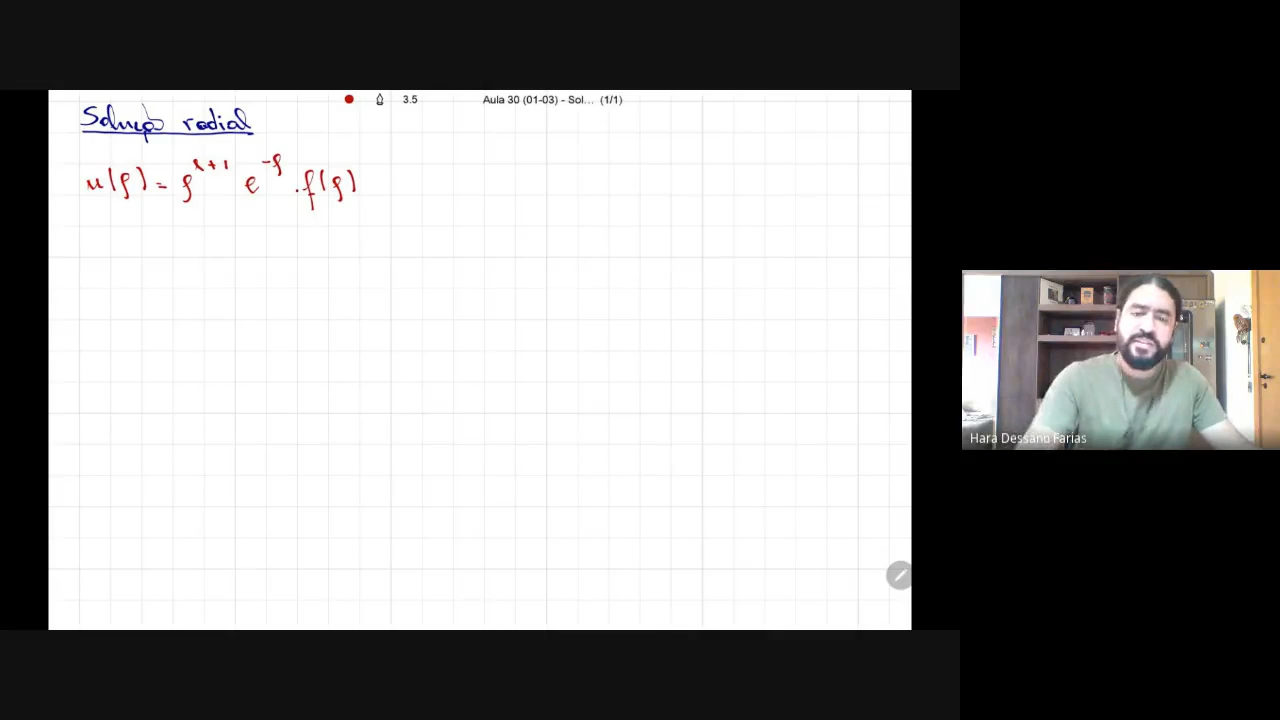 3.5 Aula 30 (01-03) - Sol... (1/1)
Solução radial
u(ρ) = ρ^{l+1} e^{-ρ} . f(ρ)
Hara Dessano Farias